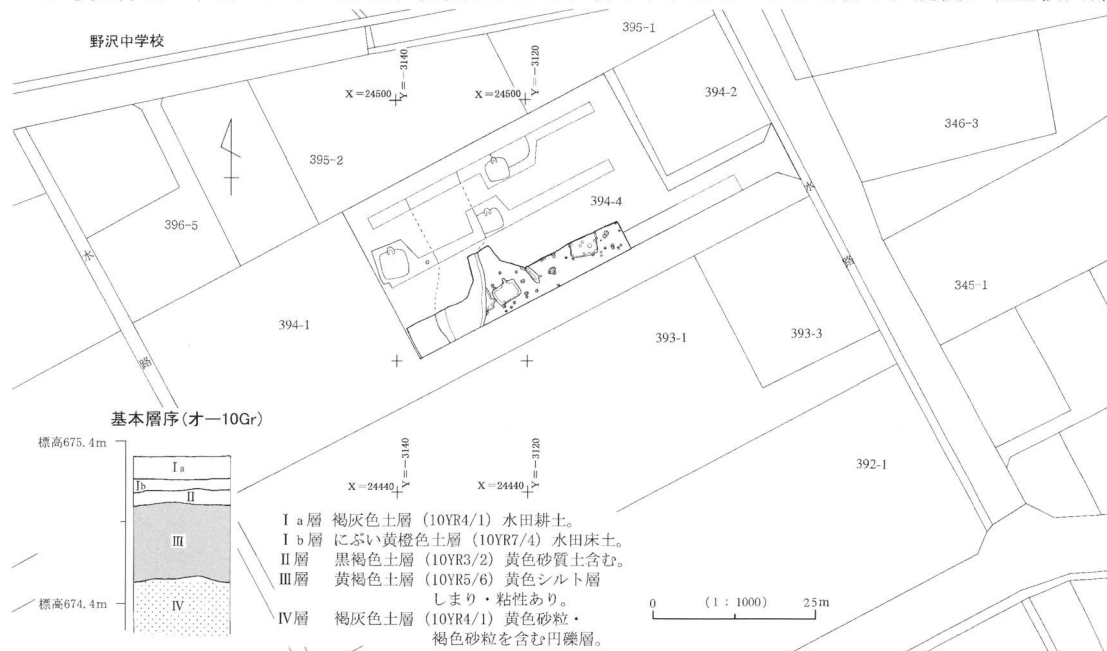 野沢中学校
395-1
Y=-3140
Y=-3120
X=24500
X=24500
394-2
346-3
395-2
396-5
394-4
水
路
水
路
394-1
393-1
393-3
345-1
392-1
Y=-3140
Y=-3120
X=24440
X=24440
基本層序(オ—10Gr)
標高675.4m
Ⅰa
Ⅰb
Ⅱ
Ⅲ
Ⅳ
標高674.4m
Ⅰa層 褐灰色土層(10YR4/1)水田耕土。
Ⅰb層 にぶい黄橙色土層(10YR7/4)水田床土。
Ⅱ層 黒褐色土層(10YR3/2)黄色砂質土含む。
Ⅲ層 黄褐色土層(10YR5/6)黄色シルト層
しまり・粘性あり。
Ⅳ層 褐灰色土層(10YR4/1)黄色砂粒・
褐色砂粒を含む円礫層。
0 (1:1000) 25m